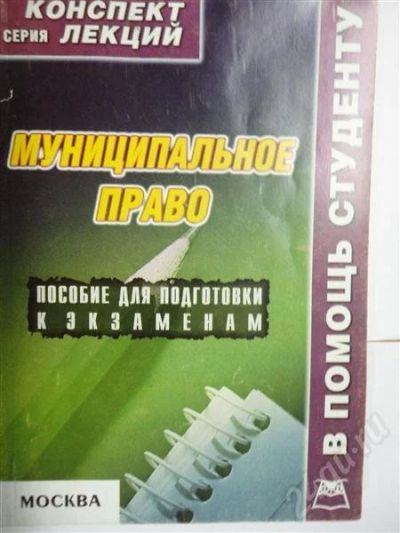 КОНСПЕКТ
СЕРИЯ ЛЕКЦИЙ
МУНИЦИПАЛЬНОЕ
ПРАВО
ПОСОБИЕ ДЛЯ ПОДГОТОВКИ
К ЭКЗАМЕНАМ
МОСКВА
В ПОМОЩЬ СТУДЕНТУ